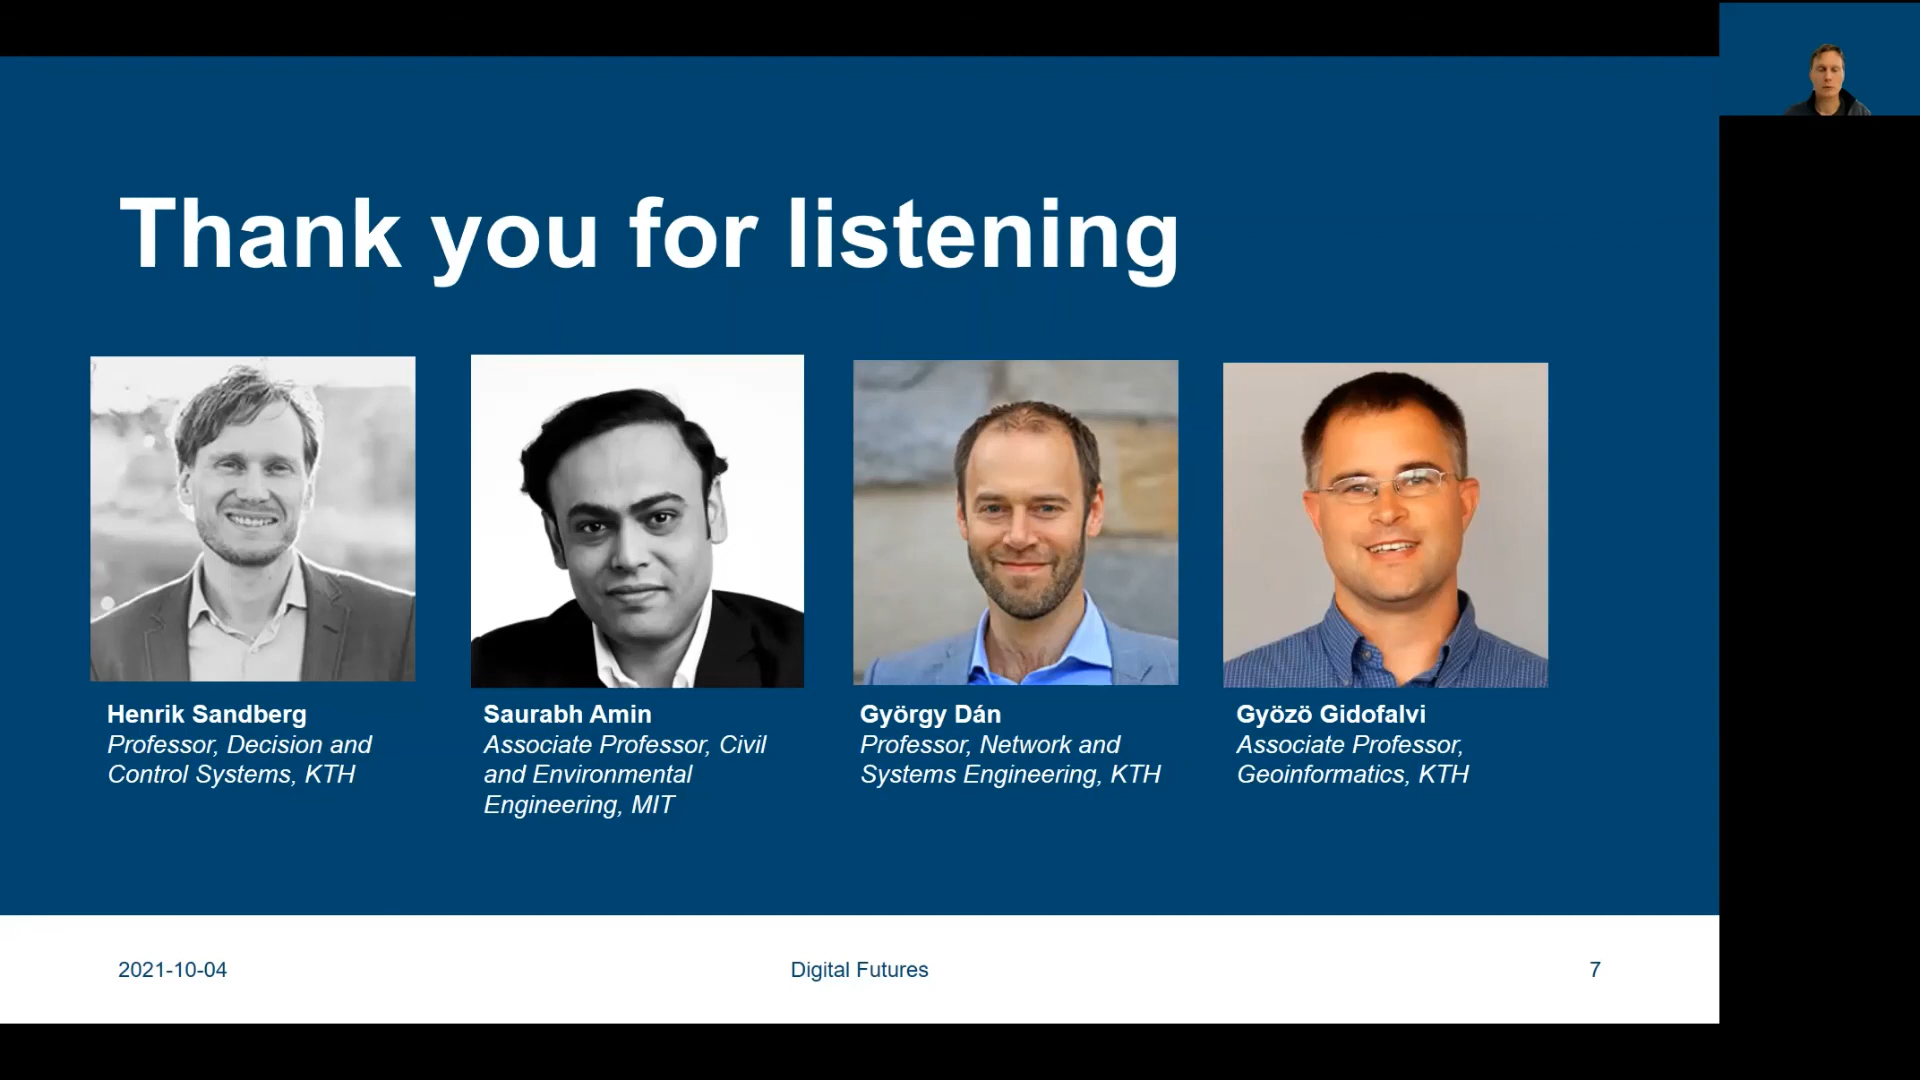 Thank you for listening
Henrik Sandberg
Professor, Decision and
Control Systems, KTH
Saurabh Amin
Associate Professor, Civil
and Environmental
Engineering, MIT
György Dán
Professor, Network and
Systems Engineering, KTH
Gyözö Gidofalvi
Associate Professor,
Geoinformatics, KTH
2021-10-04
Digital Futures
7